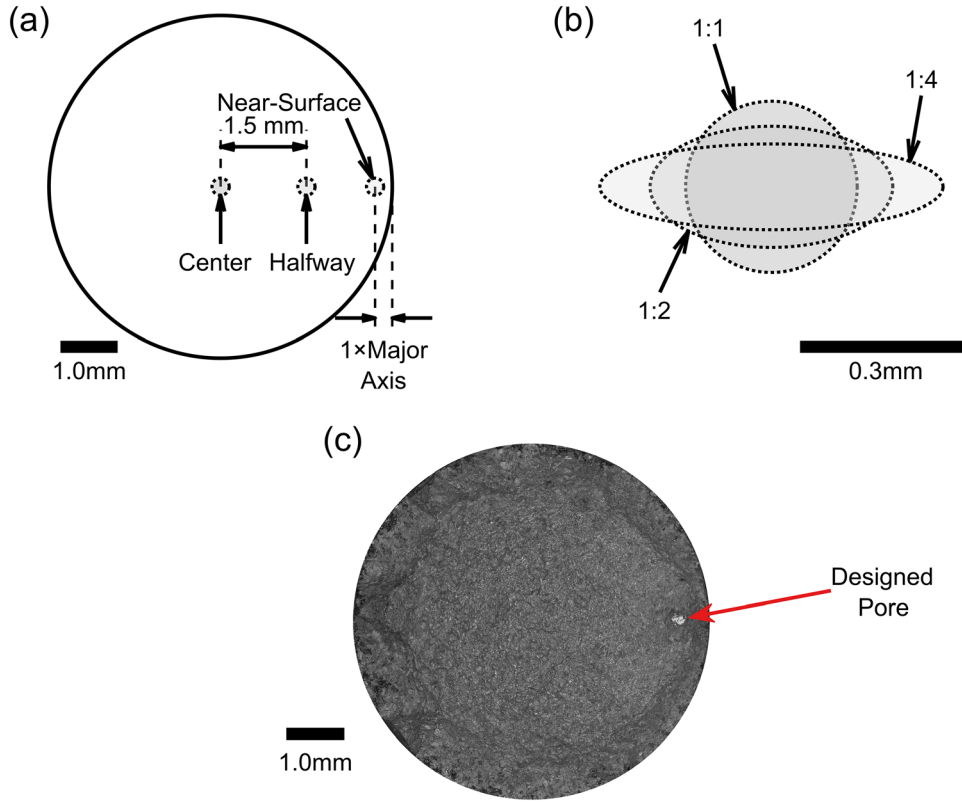 (a)
Near-Surface
1.5 mm
Center
Halfway
1×Major
Axis
1.0mm
(b)
1:1
1:4
1:2
0.3mm
(c)
Designed
Pore
1.0mm